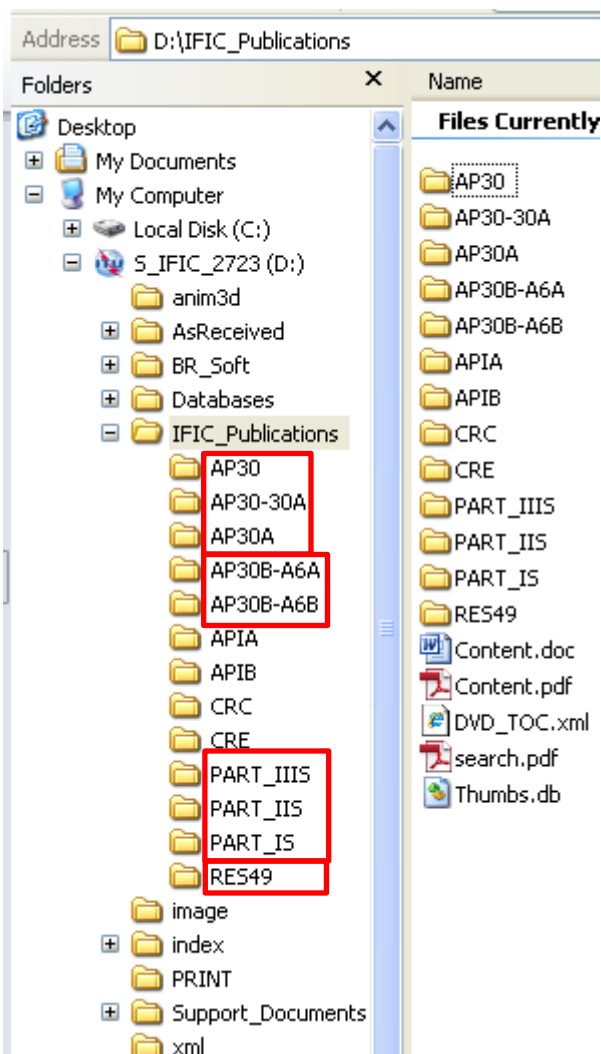 Address D:\IFIC_Publications
Folders
Desktop
My Documents
My Computer
Local Disk (C:)
S_IFIC_2723 (D:)
anim3d
AsReceived
BR_Soft
Databases
IFIC_Publications
AP30
AP30-30A
AP30A
AP30B-A6A
AP30B-A6B
APIA
APIB
CRC
CRE
PART_IIIS
PART_IIS
PART_IS
RES49
image
index
PRINT
Support_Documents
xml
Name
Files Currently
AP30
AP30-30A
AP30A
AP30B-A6A
AP30B-A6B
APIA
APIB
CRC
CRE
PART_IIIS
PART_IIS
PART_IS
RES49
Content.doc
Content.pdf
DVD_TOC.xml
search.pdf
Thumbs.db